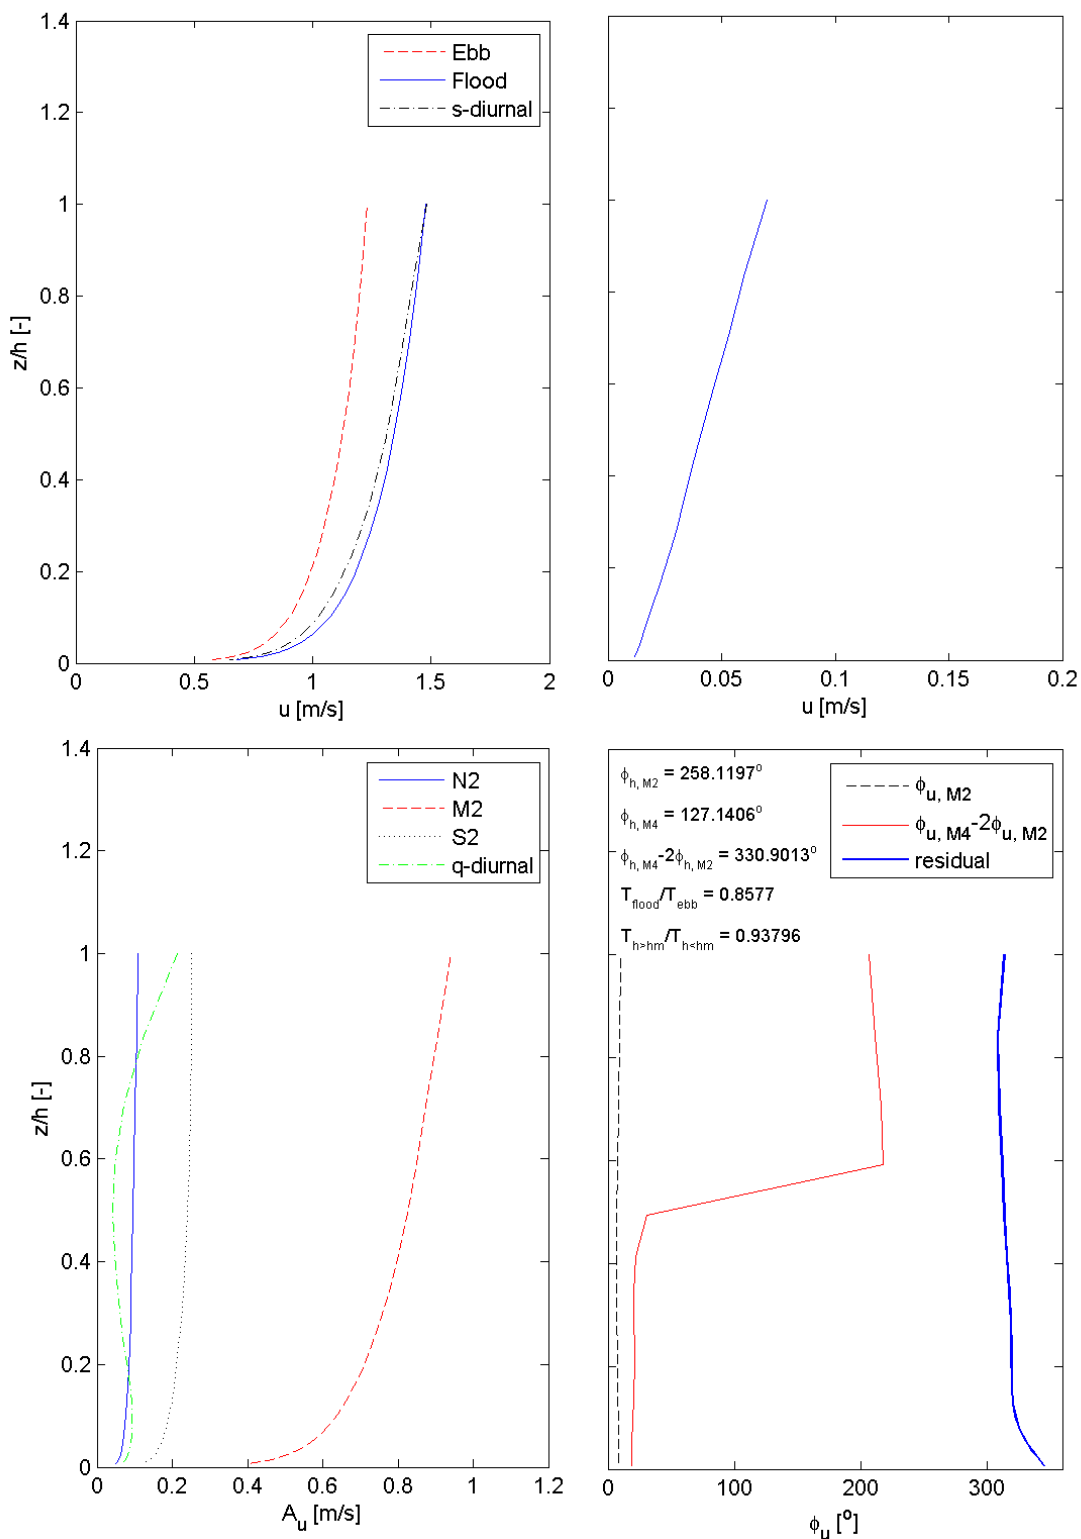 1.4
1.2
1
0.8
0.6
0.4
0.2
0
z/h [-]
Ebb
Flood
s-diurnal
0.5
1
1.5
2
u [m/s]
0
0.05
0.1
0.15
0.2
u [m/s]
1.4
1.2
1
0.8
0.6
0.4
0.2
0
z/h [-]
N2
M2
S2
q-diurnal
0
0.2
0.4
0.6
0.8
1
1.2
A_u [m/s]
ϕ_h, M2 = 258.1197°
ϕ_h, M4 = 127.1406°
ϕ_h, M4-2ϕ_h, M2 = 330.9013°
T_flood/T_ebb = 0.8577
T_h>hm/T_h<hm = 0.93796
ϕ_u, M2
ϕ_u, M4-2ϕ_u, M2
residual
0
100
200
300
ϕ_u [°]